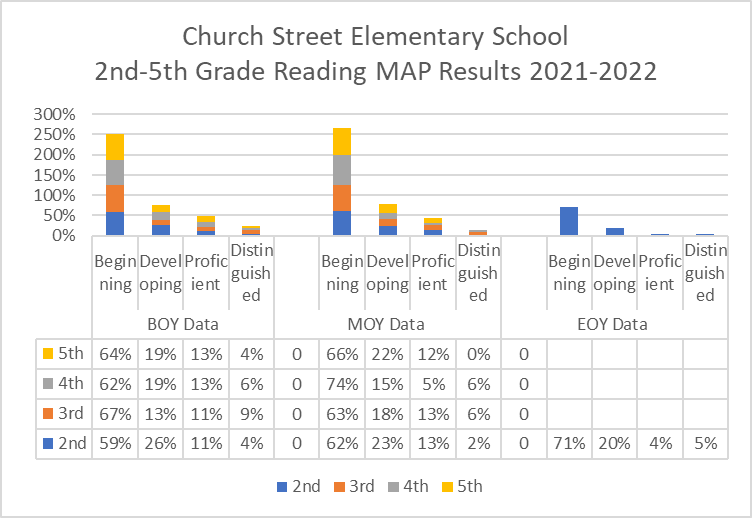 Church Street Elementary School
2nd-5th Grade Reading MAP Results 2021-2022
300%
250%
200%
150%
100%
50%
0%
Begin Devel Profic Distin Begin Devel Profic Distin Begin Devel Profic Distin
ning oping ient guish ning oping ient guish ning oping ient guish
ed ed ed
BOY Data MOY Data EOY Data
5th 64% 19% 13% 4% 0 66% 22% 12% 0% 0
4th 62% 19% 13% 6% 0 74% 15% 5% 6% 0
3rd 67% 13% 11% 9% 0 63% 18% 13% 6% 0
2nd 59% 26% 11% 4% 0 62% 23% 13% 2% 0 71% 20% 4% 5%
2nd 3rd 4th 5th